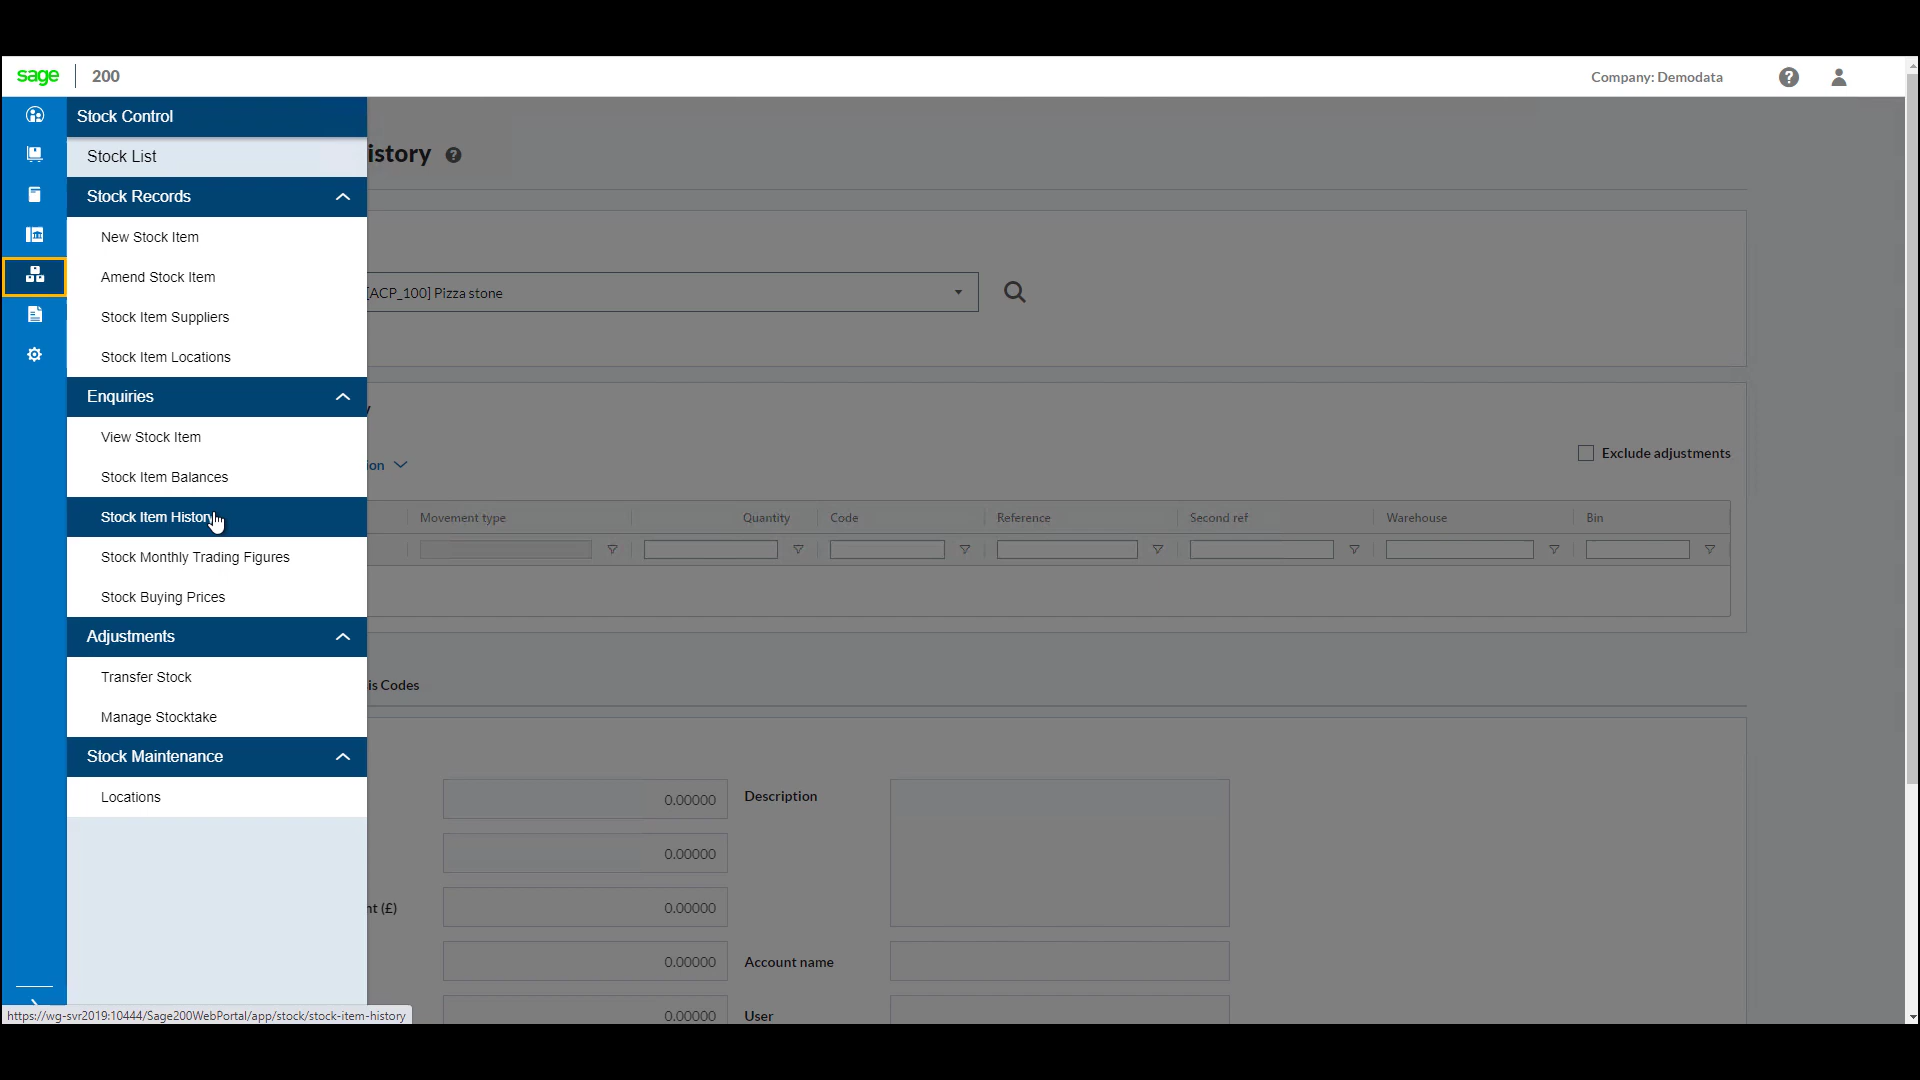 sage 200
Company: Demodata
Stock Control
Stock List
istory
Stock Records
New Stock Item
Amend Stock Item
[ACP_100] Pizza stone
Stock Item Suppliers
Stock Item Locations
Enquiries
View Stock Item
Exclude adjustments
ion
Stock Item Balances
Stock Item History
Movement type Quantity Code Reference Second ref Warehouse Bin
Stock Monthly Trading Figures
Stock Buying Prices
Adjustments
Transfer Stock
is Codes
Manage Stocktake
Stock Maintenance
Locations
0.00000 Description
0.00000
nt (£) 0.00000
0.00000 Account name
0.00000 User
https://wg-svr2019:10444/Sage200WebPortal/app/stock/stock-item-history